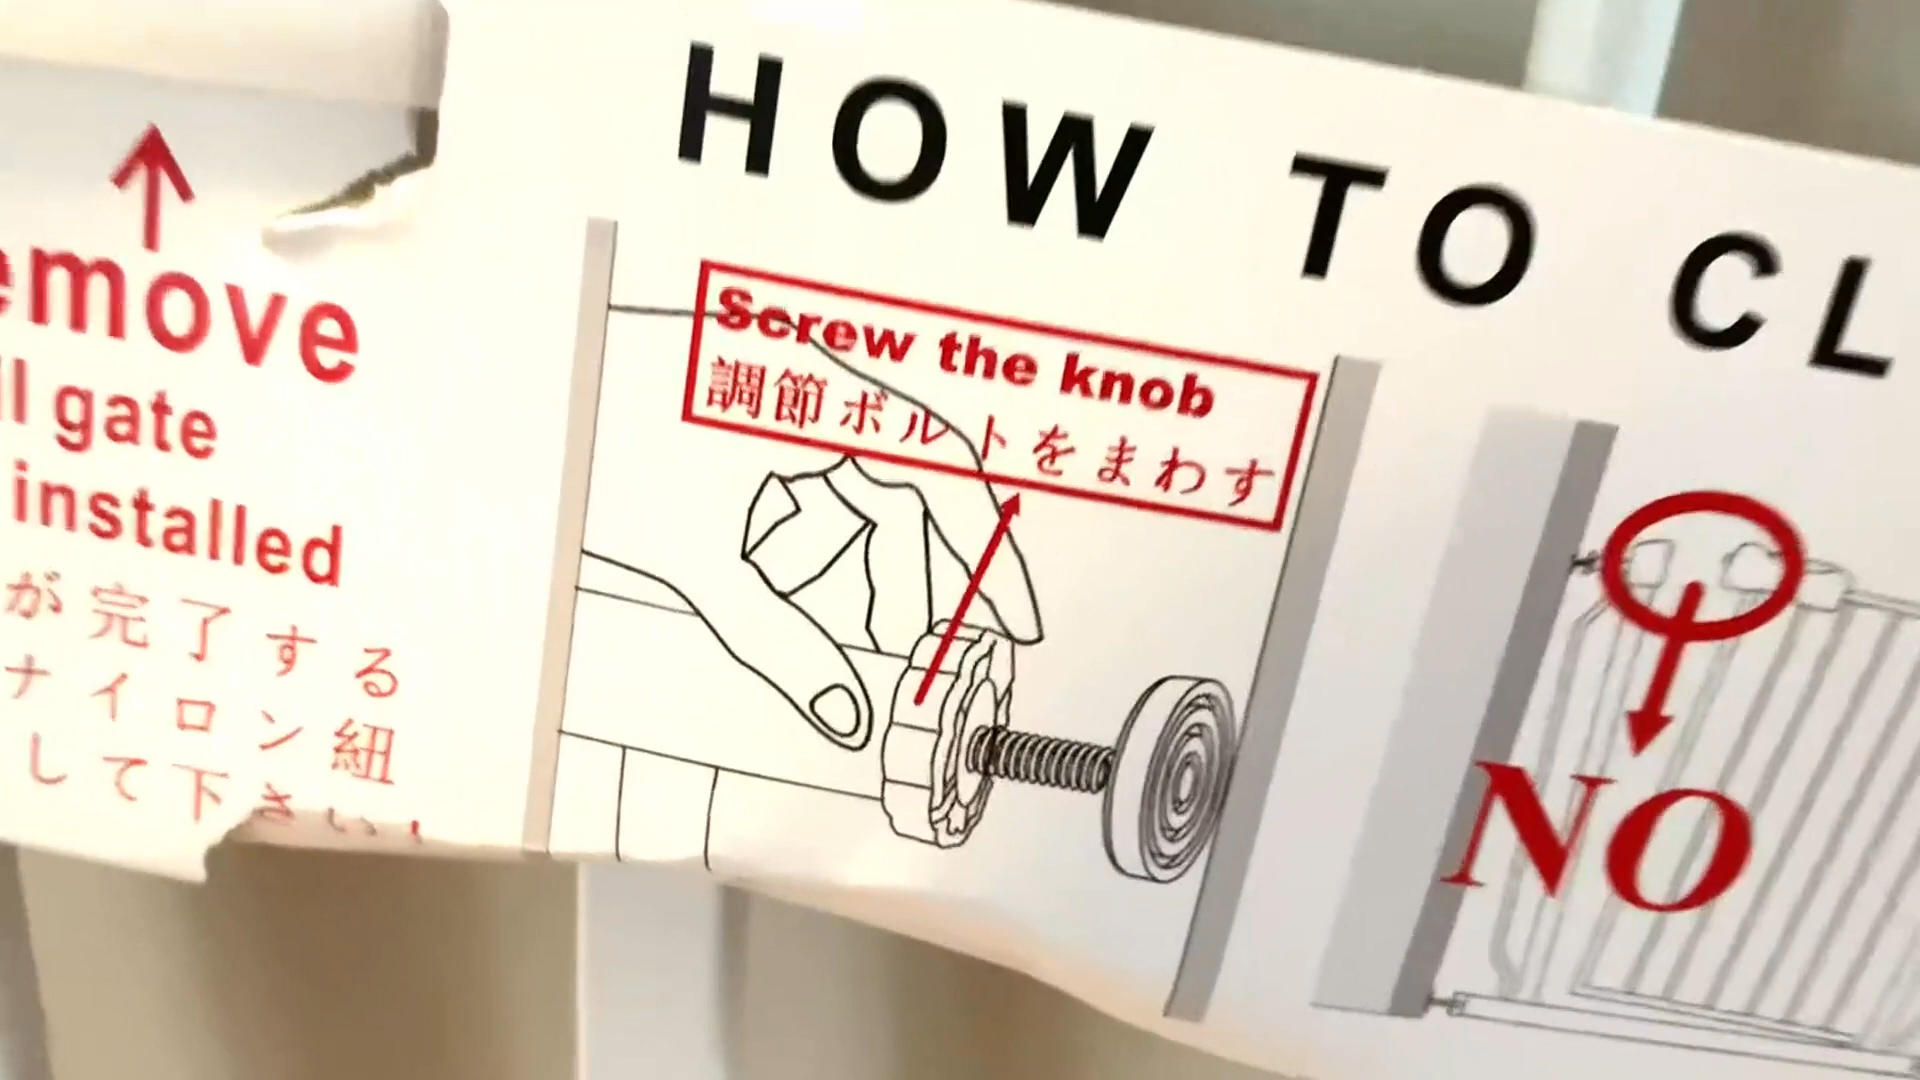 HOW TO CL
emove
ll gate
installed
が完了する
ナイロン紐
して下さい!
Screw the knob
調節ボルトをまわす
NO